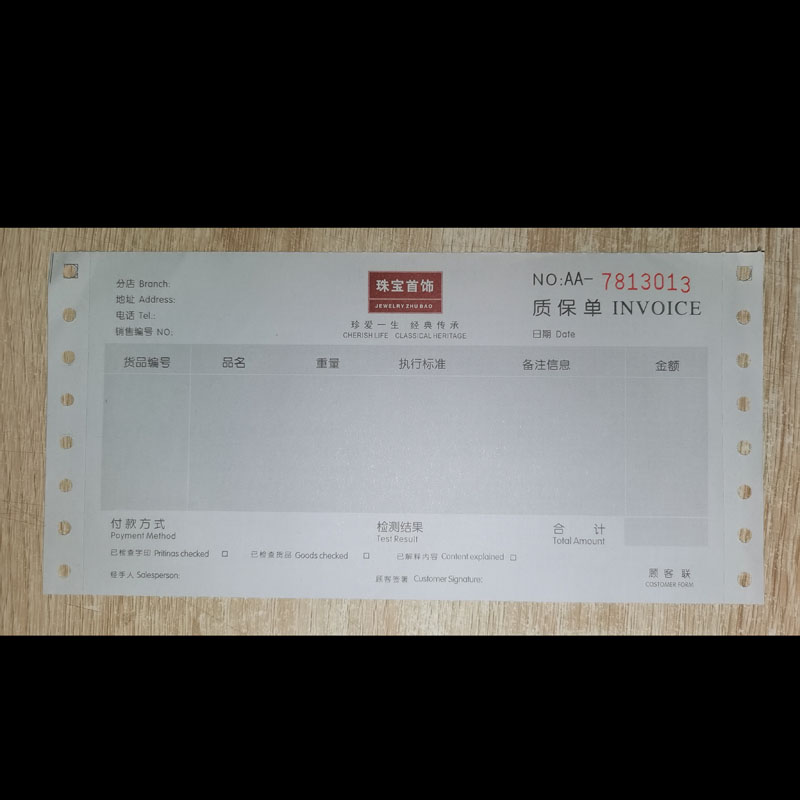 分店 Branch:
地址 Address:
电话 Tel.:
销售编号 NO:
珠宝首饰
JEWELRY ZHU BAO
珍爱一生 经典传承
CHERISH LIFE CLASSICAL HERITAGE
NO:AA- 7813013
质保单 INVOICE
日期 Date
货品编号 品名 重量 执行标准 备注信息 金额
付款方式 检测结果 合计
Poyment Method Test Result Total Amount
已检查字印 Pritinas checked □ 已检查货品 Goods checked □ 已解释内容 Content explained □
经手人 Salesperson: 顾客签署 Customer Signature: 顾客联
CUSTOMER FORM